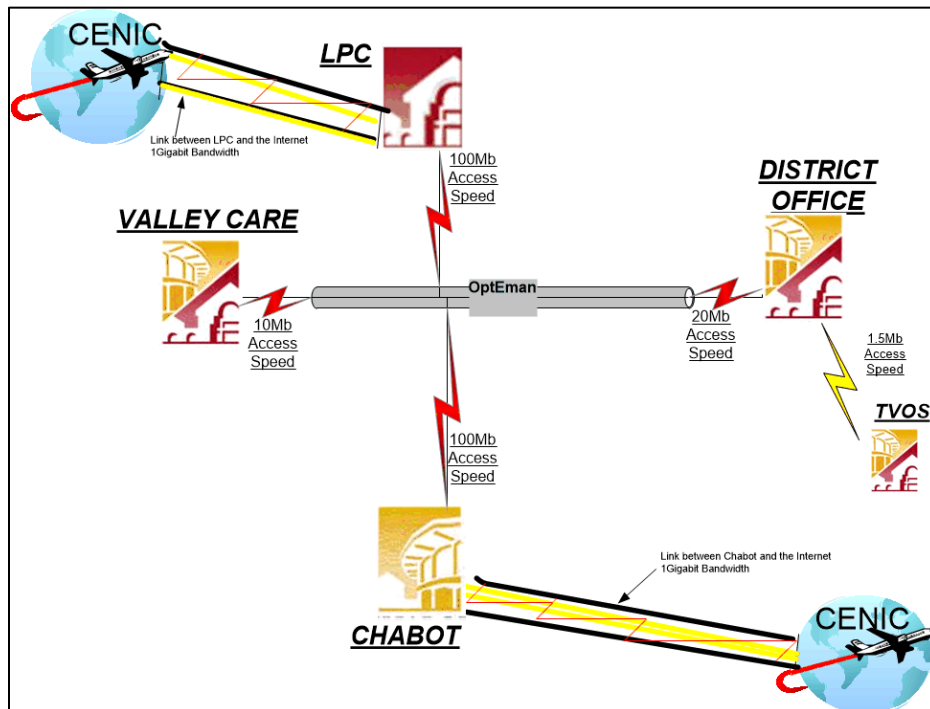 CENIC
LPC
Link between LPC and the Internet
1Gigabit Bandwidth
100Mb
Access
Speed
DISTRICT
OFFICE
VALLEY CARE
OptEman
10Mb
Access
Speed
20Mb
Access
Speed
1.5Mb
Access
Speed
TVOS
100Mb
Access
Speed
Link between Chabot and the Internet
1Gigabit Bandwidth
CHABOT
CENIC